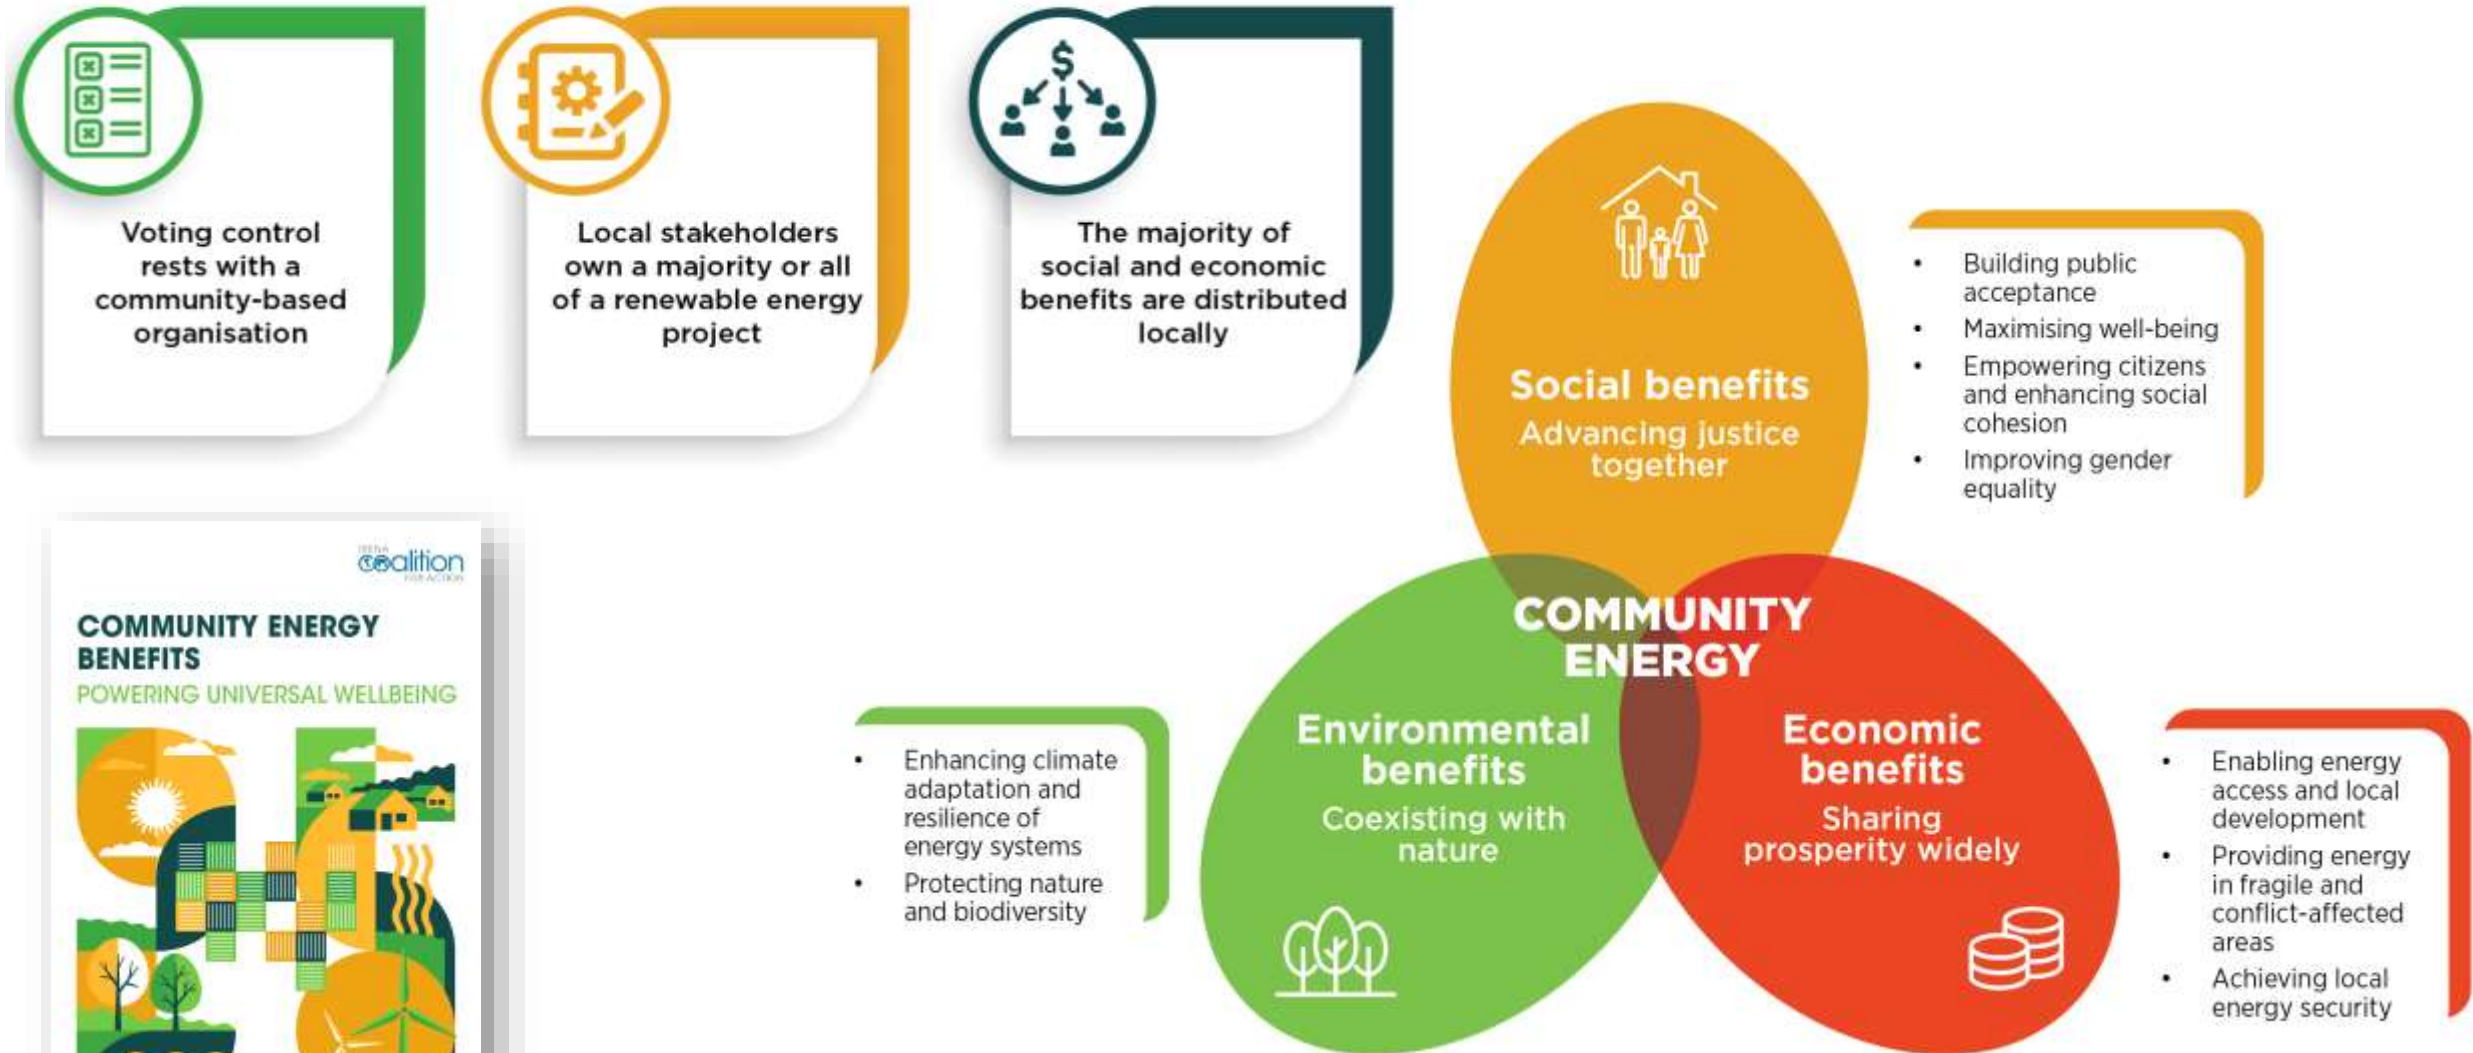 Voting control
rests with a
community-based
organisation
Local stakeholders
own a majority or all
of a renewable energy
project
The majority of
social and economic
benefits are distributed
locally
Social benefits
Advancing justice
together
• Building public
acceptance
• Maximising well-being
• Empowering citizens
and enhancing social
cohesion
• Improving gender
equality
IRENA
coalition
FOR ACTION
COMMUNITY ENERGY
BENEFITS
POWERING UNIVERSAL WELLBEING
COMMUNITY
ENERGY
• Enhancing climate
adaptation and
resilience of
energy systems
• Protecting nature
and biodiversity
Environmental
benefits
Coexisting with
nature
Economic
benefits
Sharing
prosperity widely
• Enabling energy
access and local
development
• Providing energy
in fragile and
conflict-affected
areas
• Achieving local
energy security